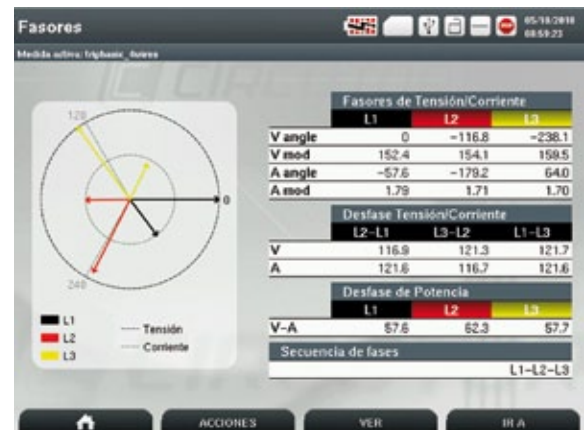 Fasores
05/10/2010
08:59:23
Medida activa: triphasic_4wires
120
0
240
L1
L2
L3
Tensión
Corriente
Fasores de Tensión/Corriente
L1 L2 L3
V angle 0 -116.8 -238.1
V mod 152.4 154.1 159.5
A angle -57.6 -179.2 64.0
A mod 1.79 1.71 1.70
Desfase Tensión/Corriente
L2-L1 L3-L2 L1-L3
V 116.9 121.3 121.7
A 121.6 116.7 121.6
Desfase de Potencia
L1 L2 L3
V-A 57.6 62.3 57.7
Secuencia de fases
L1-L2-L3
ACCIONES VER IR A